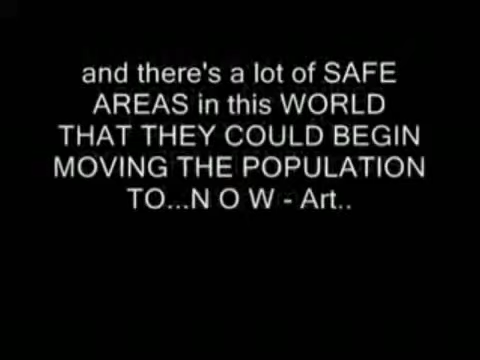 and there's a lot of SAFE
AREAS in this WORLD
THAT THEY COULD BEGIN
MOVING THE POPULATION
TO...N O W - Art..